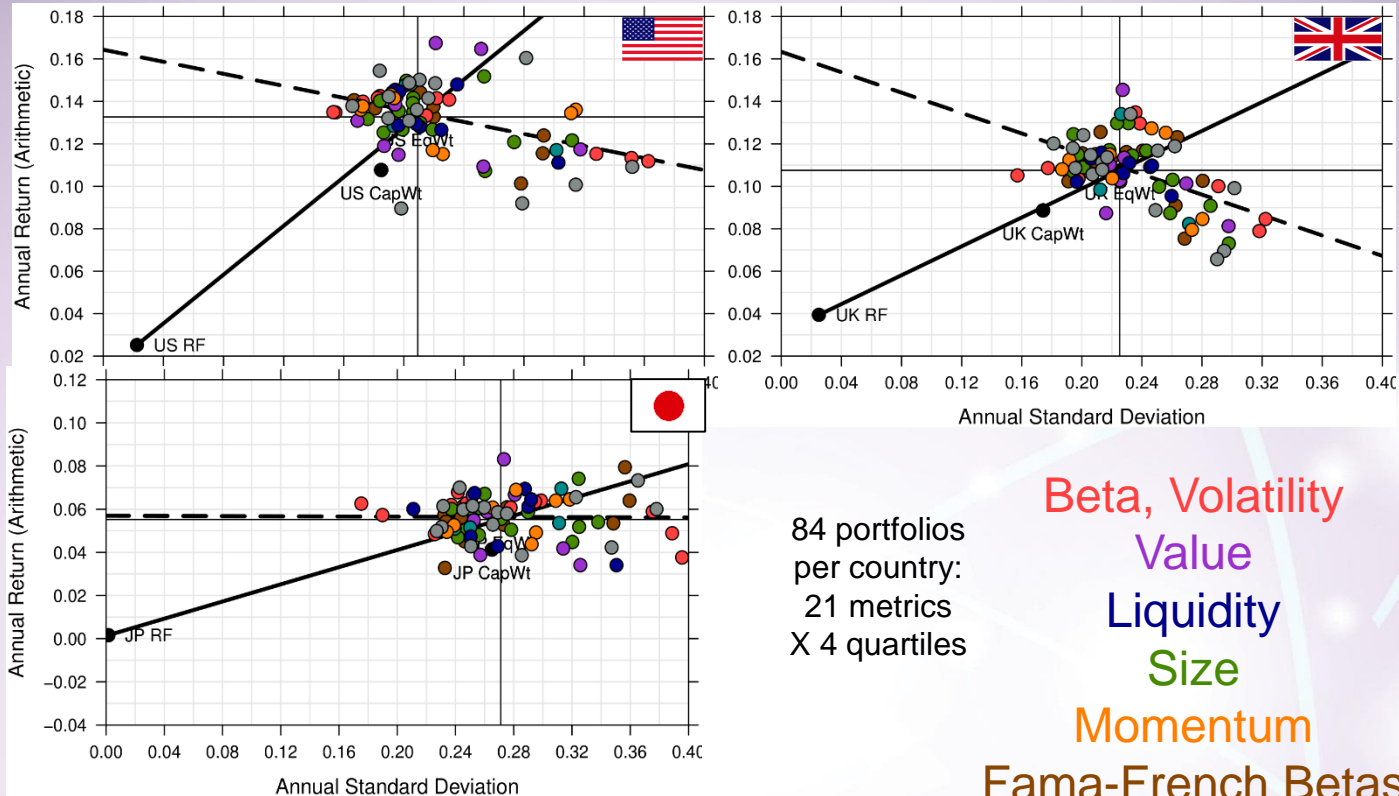 0.18
0.16
0.14
0.12
0.10
0.08
0.06
0.04
0.02
Annual Return (Arithmetic)
US CapWt
US RF
0.18
0.16
0.14
0.12
0.10
0.08
0.06
0.04
0.02
UK EqWt
UK CapWt
UK RF
0.00 0.04 0.08 0.12 0.16 0.20 0.24 0.28 0.32 0.36 0.40
Annual Standard Deviation
0.12
0.10
0.08
0.06
0.04
0.02
0.00
−0.02
−0.04
Annual Return (Arithmetic)
JP CapWt
JP RF
0.00 0.04 0.08 0.12 0.16 0.20 0.24 0.28 0.32 0.36 0.40
Annual Standard Deviation
84 portfolios
per country:
21 metrics
X 4 quartiles
Beta, Volatility
Value
Liquidity
Size
Momentum
Fama-French Betas